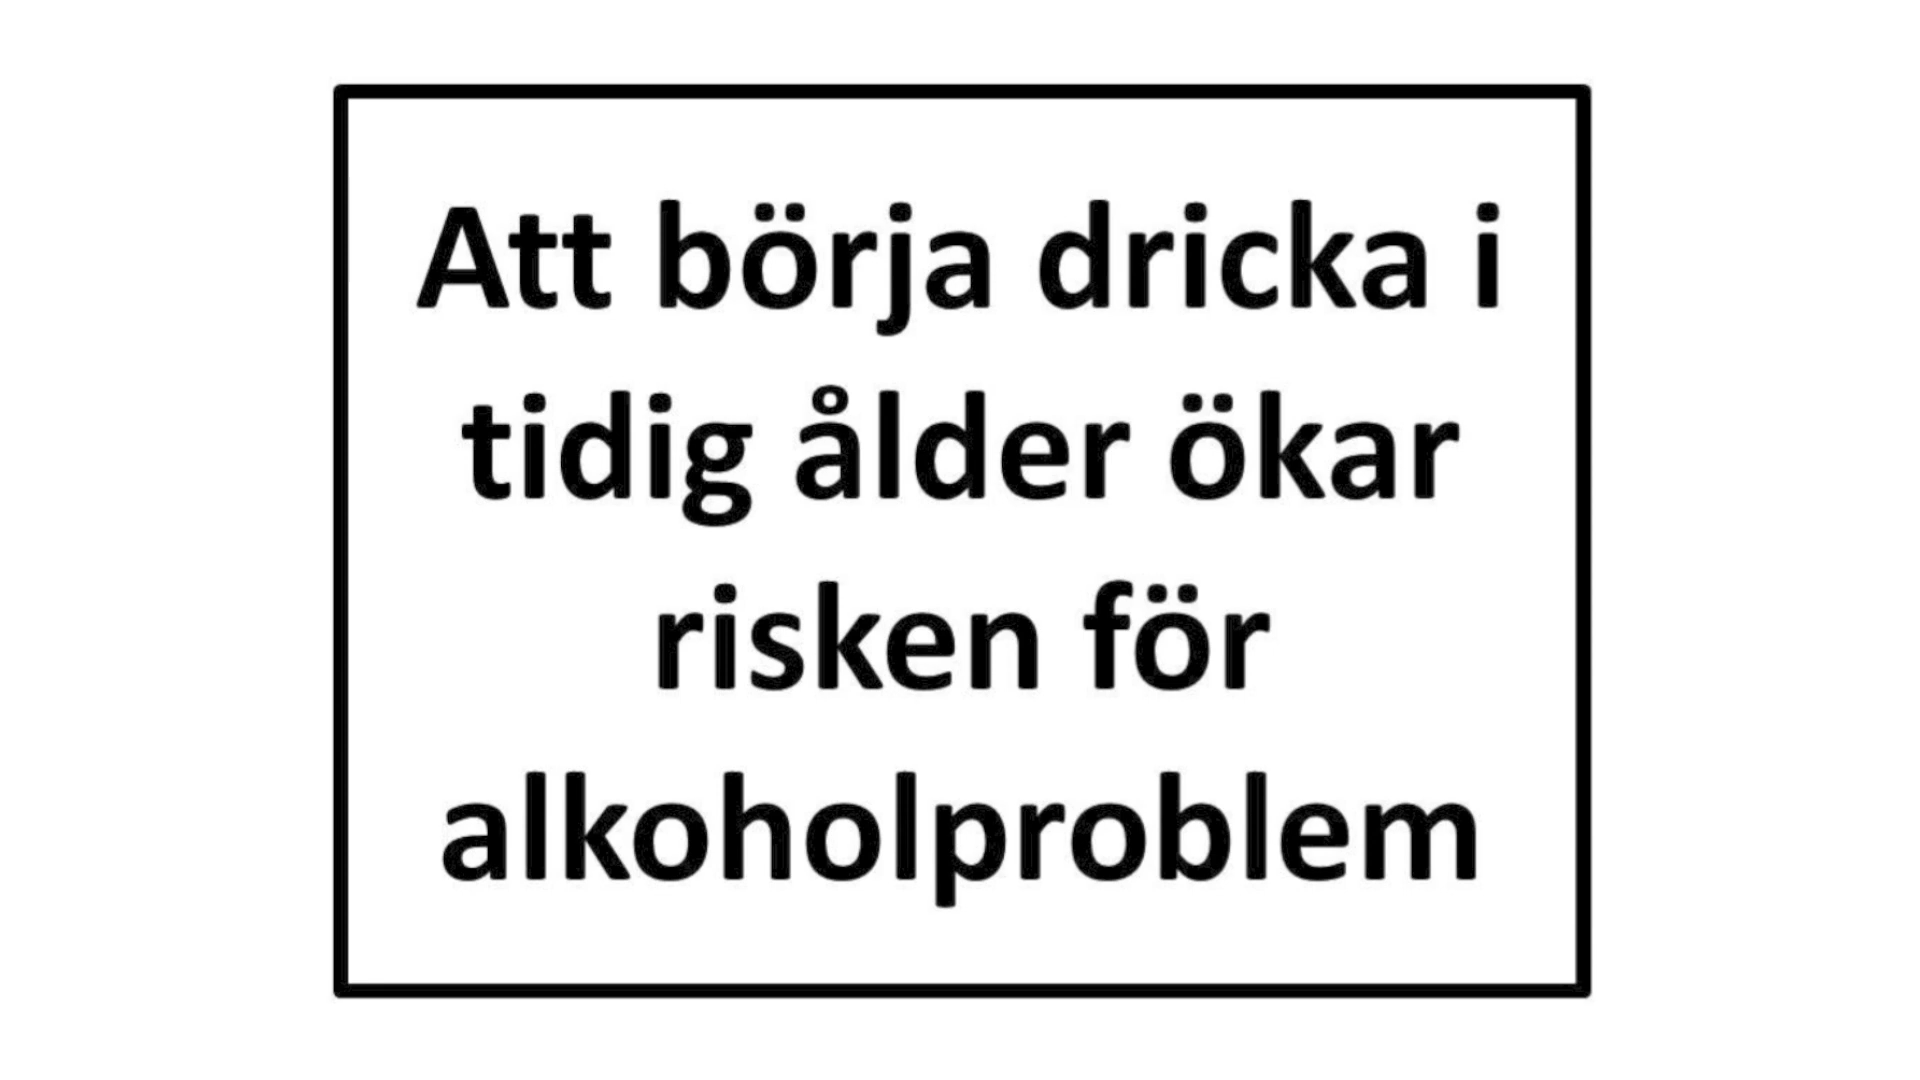 Att börja dricka i
tidig ålder ökar
risken för
alkoholproblem